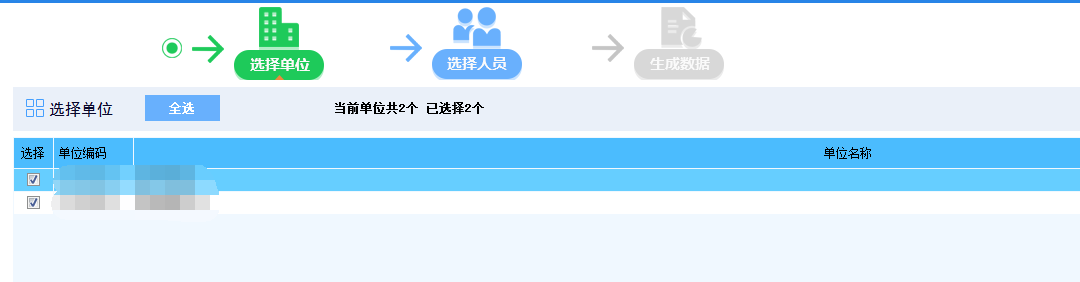 选择单位
选择人员
生成数据
选择单位 全选 当前单位共2个 已选择2个
选择 单位编码 单位名称